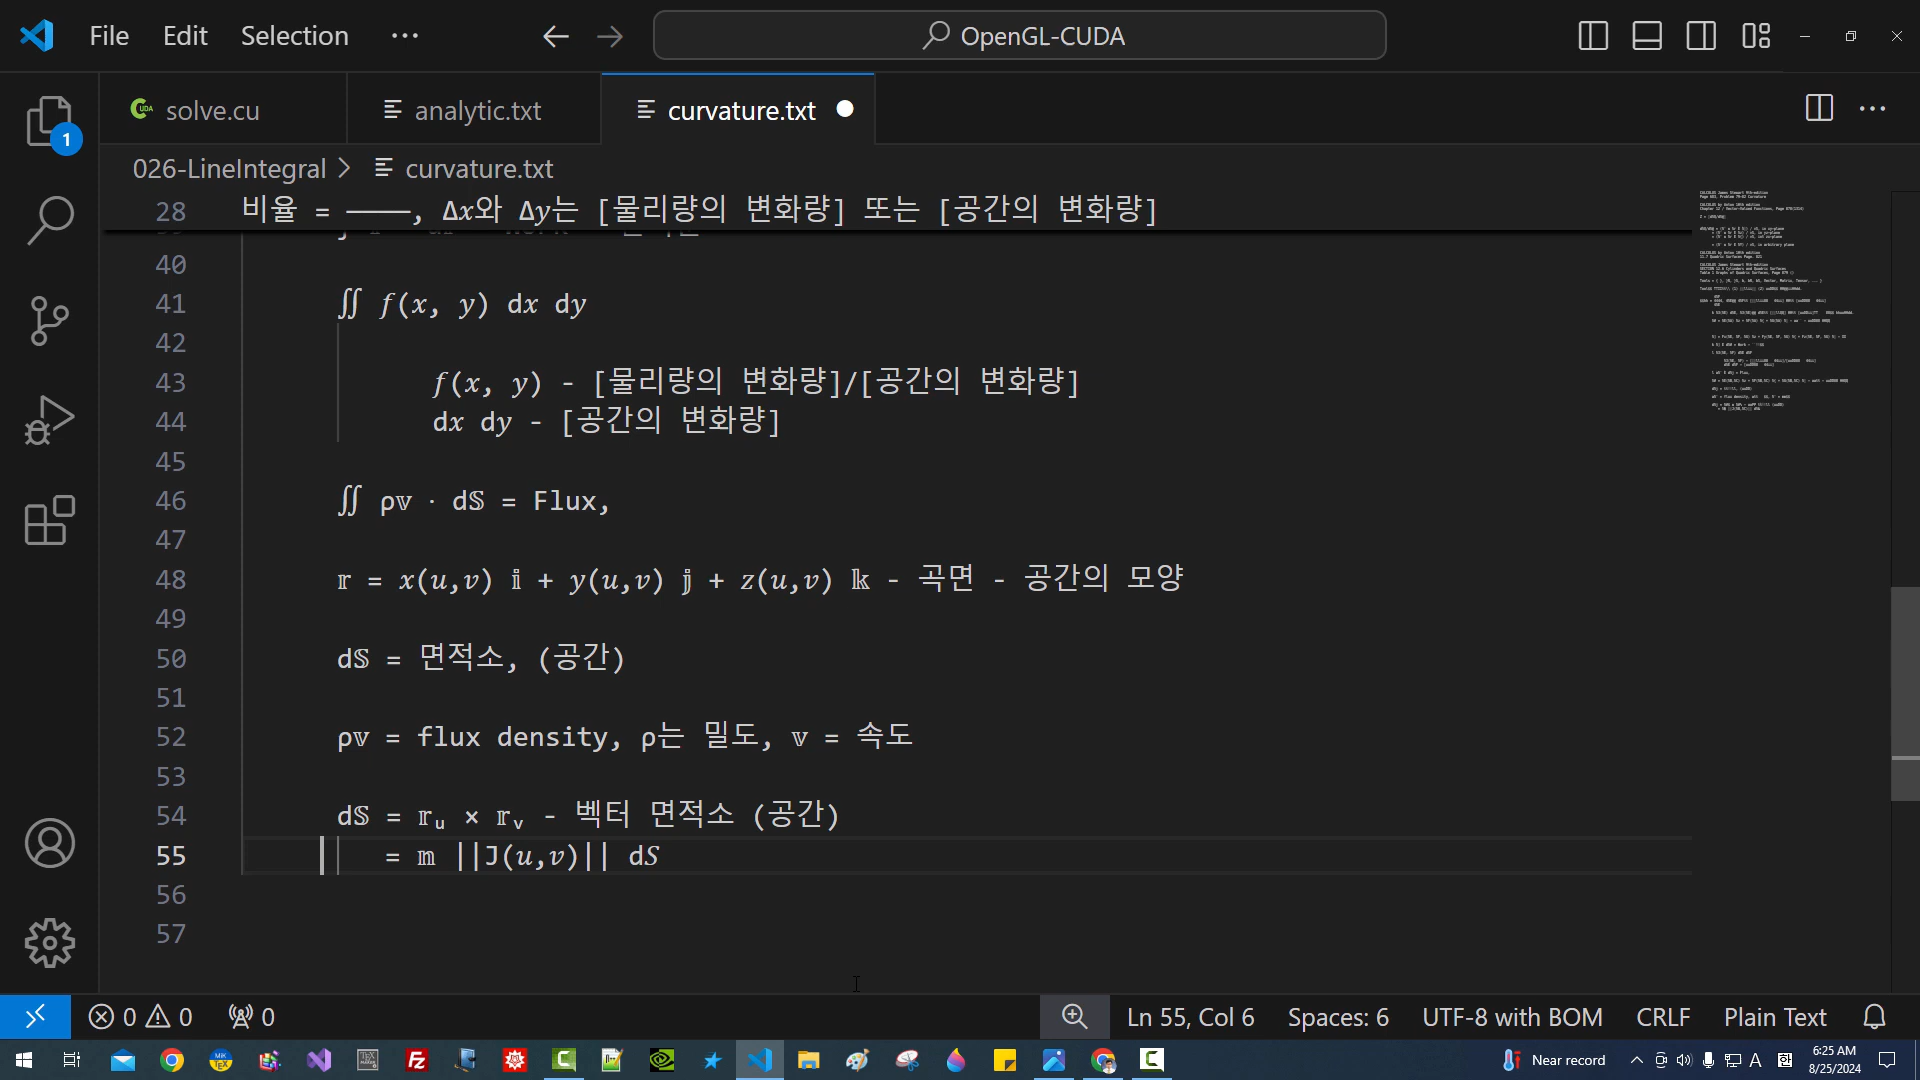 File Edit Selection ··· OpenGL-CUDA
solve.cu analytic.txt curvature.txt
1
026-LineIntegral > curvature.txt
28 비율 = ────, Δ𝑥와 Δ𝑦는 [물리량의 변화량] 또는 [공간의 변화량]
40
41 ∬ 𝑓(𝑥, 𝑦) d𝑥 d𝑦
42
43 𝑓(𝑥, 𝑦) - [물리량의 변화량]/[공간의 변화량]
44 d𝑥 d𝑦 - [공간의 변화량]
45
46 ∬ ρ𝕧 · d𝕊 = Flux,
47
48 𝕣 = 𝑥(𝑢,𝑣) 𝕚 + 𝑦(𝑢,𝑣) 𝕛 + 𝑧(𝑢,𝑣) 𝕜 - 곡면 - 공간의 모양
49
50 d𝕊 = 면적소, (공간)
51
52 ρ𝕧 = flux density, ρ는 밀도, 𝕧 = 속도
53
54 d𝕊 = 𝕣ᵤ × 𝕣ᵥ - 벡터 면적소 (공간)
55 = 𝕞 ||J(𝑢,𝑣)|| d𝑆
56
57
0 0 0 Ln 55, Col 6 Spaces: 6 UTF-8 with BOM CRLF Plain Text
Near record A 한 6:25 AM
8/25/2024